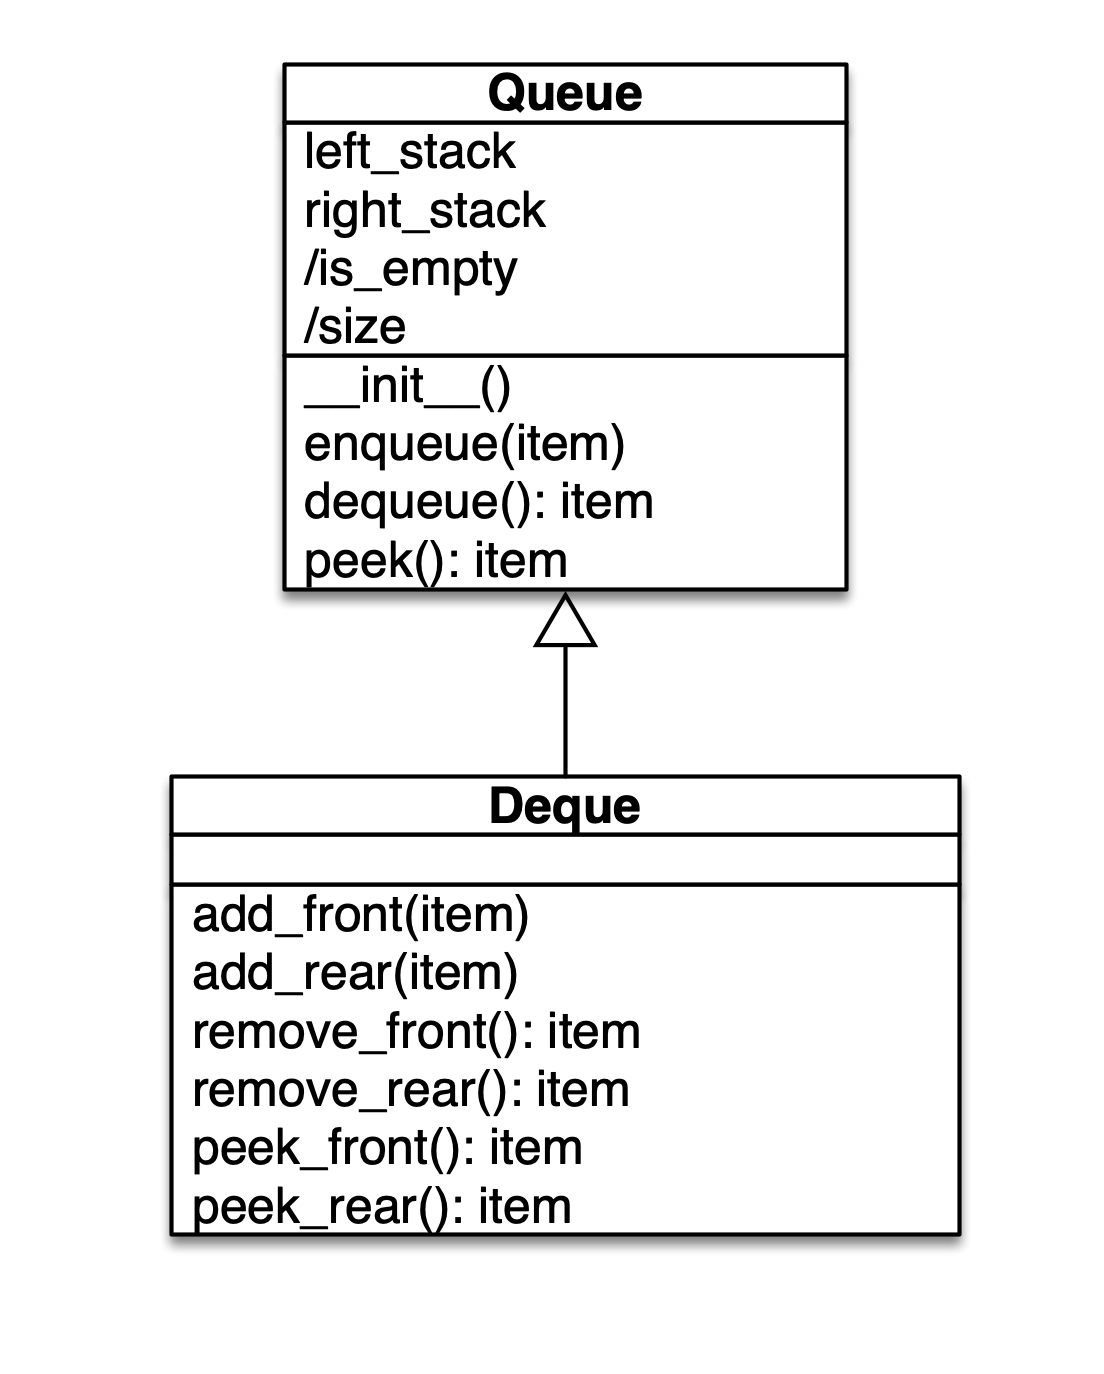 Queue
left_stack
right_stack
/is_empty
/size
__init__()
enqueue(item)
dequeue(): item
peek(): item
Deque
add_front(item)
add_rear(item)
remove_front(): item
remove_rear(): item
peek_front(): item
peek_rear(): item